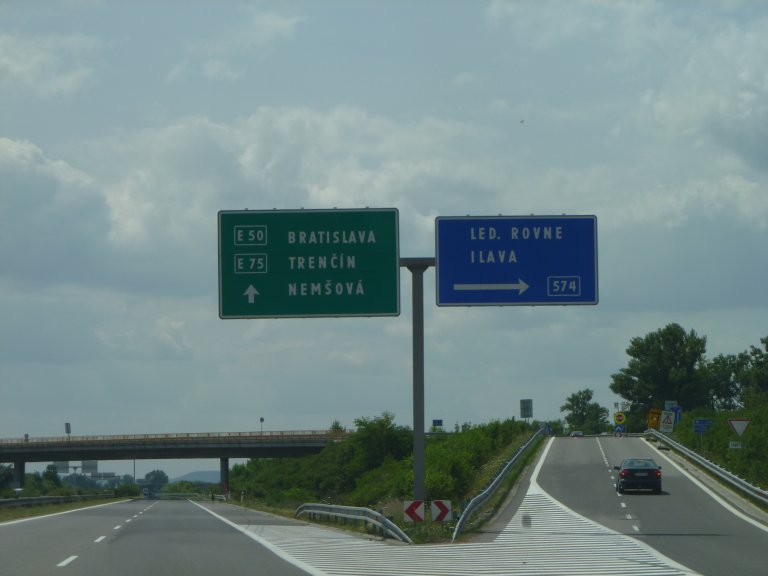 E 50 BRATISLAVA
E 75 TRENČÍN
NEMŠOVÁ
LED. ROVNE
ILAVA
574